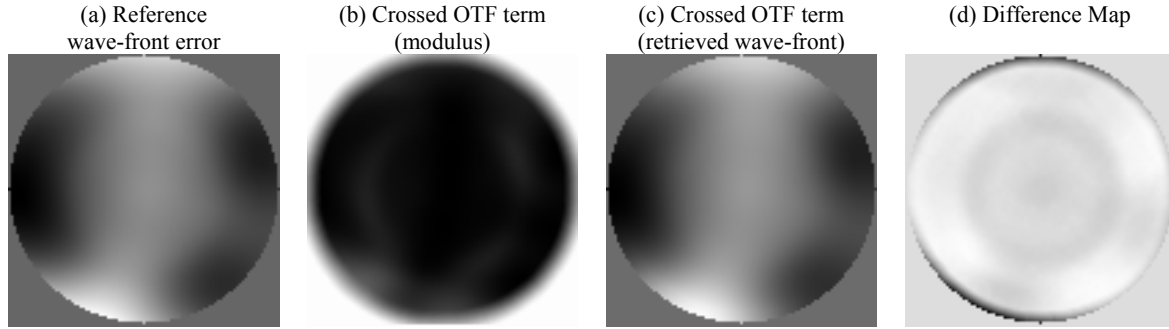 (a) Reference
wave-front error
(b) Crossed OTF term
(modulus)
(c) Crossed OTF term
(retrieved wave-front)
(d) Difference Map